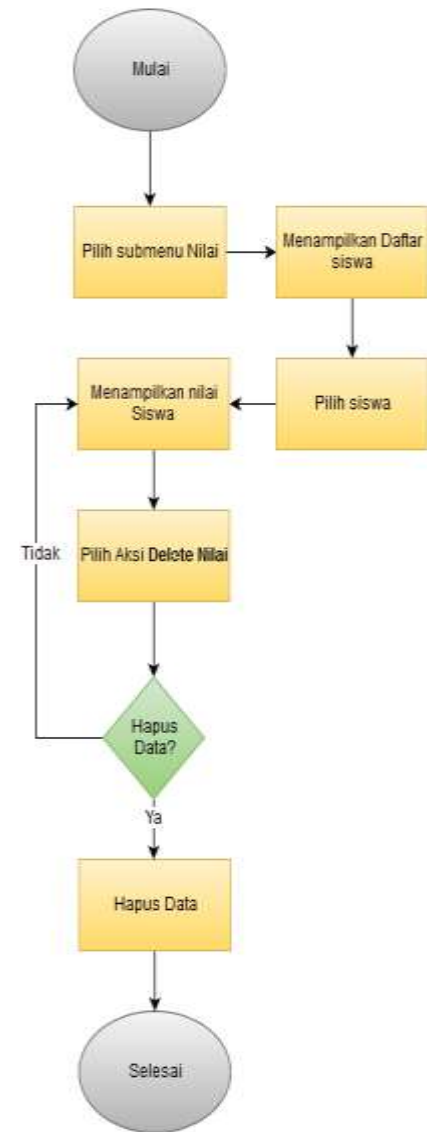 Mulai
Pilih submenu Nilai
Menampilkan Daftar
siswa
Pilih siswa
Menampilkan nilai
Siswa
Pilih Aksi Delete Nilai
Tidak
Hapus
Data?
Ya
Hapus Data
Selesai